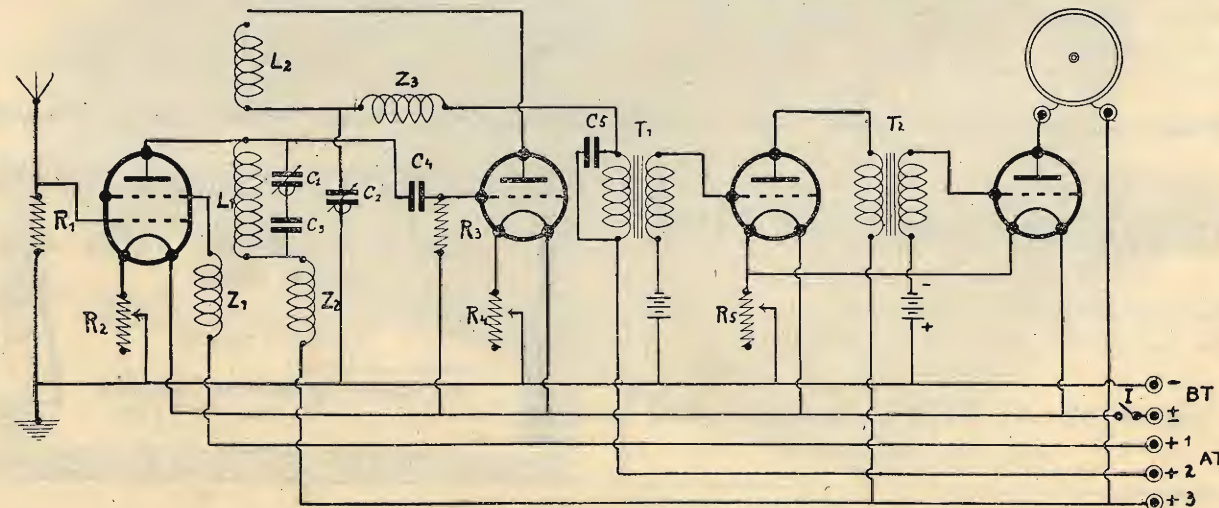 L2
Z3
C5
T1
T2
C4
C1
C2
R1
L1
C3
R3
Z1
Z2
R2
R4
R5
-
+
- BT
I ±
+ 1
AT
+ 2
+ 3